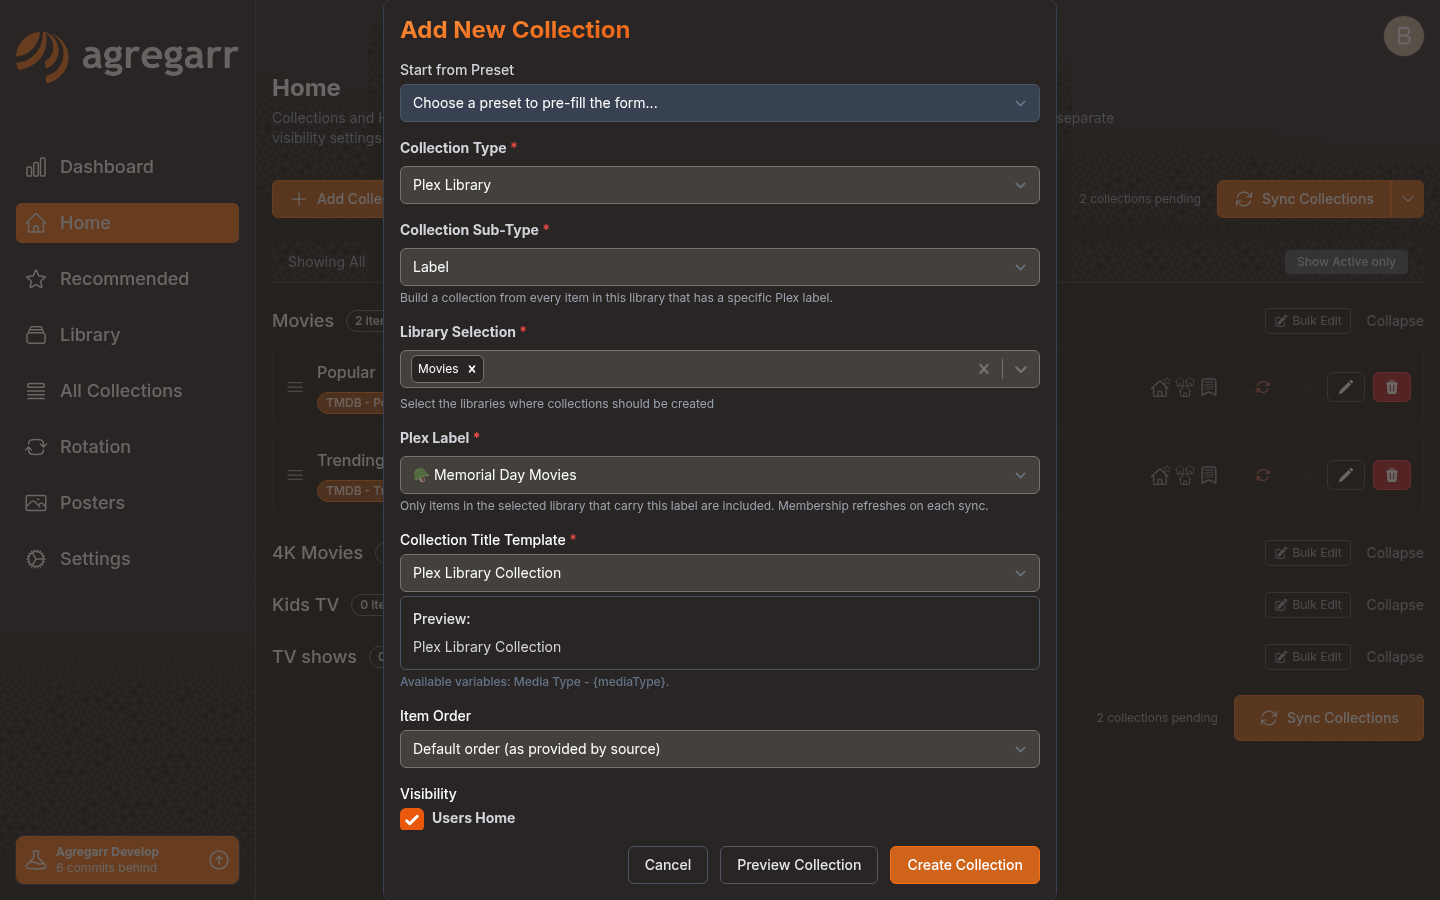 agregarr
Dashboard
Home
Recommended
Library
All Collections
Rotation
Posters
Settings
Agregarr Develop
6 commits behind
B
Home
Collections and H
separate
visibility settings
Add Colle
2 collections pending
Sync Collections
Showing All
Show Active only
Movies
2 ite
Bulk Edit
Collapse
Popular
TMDB - P
Trending
TMDB - T
4K Movies
Bulk Edit
Collapse
Kids TV
0 Ite
Bulk Edit
Collapse
TV shows
Bulk Edit
Collapse
2 collections pending
Sync Collections
Add New Collection
Start from Preset
Choose a preset to pre-fill the form...
Collection Type *
Plex Library
Collection Sub-Type *
Label
Build a collection from every item in this library that has a specific Plex label.
Library Selection *
Movies
Select the libraries where collections should be created
Plex Label *
🪖 Memorial Day Movies
Only items in the selected library that carry this label are included. Membership refreshes on each sync.
Collection Title Template *
Plex Library Collection
Preview:
Plex Library Collection
Available variables: Media Type - {mediaType}.
Item Order
Default order (as provided by source)
Visibility
Users Home
Cancel
Preview Collection
Create Collection